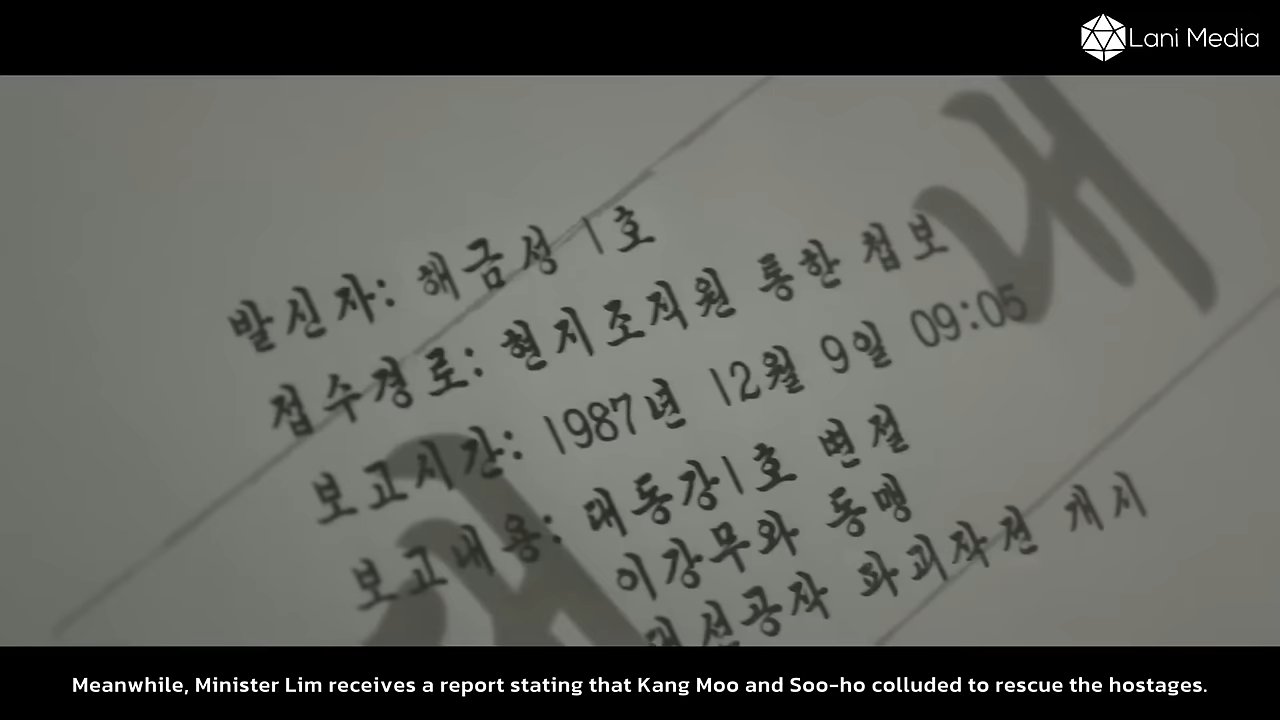 Lani Media
발신자: 해금성 1호
접수경로: 현지조직원 통한 첩보
보고시간: 1987년 12월 9일 09:05
보고내용: 대동강1호 변절
이강무와 동맹
대선공작 파괴작전 개시
Meanwhile, Minister Lim receives a report stating that Kang Moo and Soo-ho colluded to rescue the hostages.